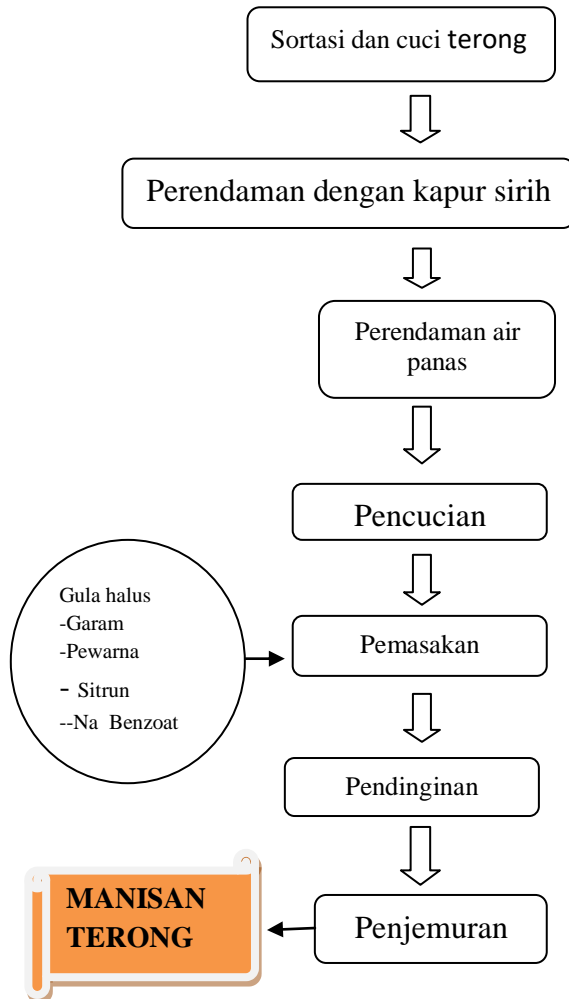 Sortasi dan cuci terong
Perendaman dengan kapur sirih
Perendaman air
panas
Pencucian
Gula halus
-Garam
-Pewarna
- Sitrun
--Na Benzoat
Pemasakan
Pendinginan
Penjemuran
MANISAN
TERONG